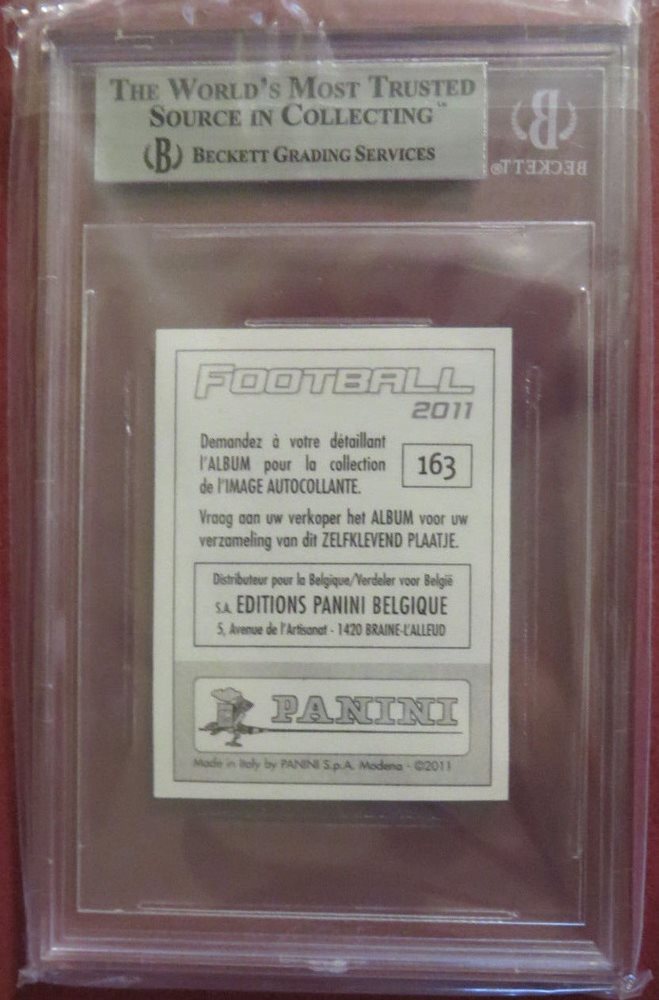 THE WORLD'S MOST TRUSTED
SOURCE IN COLLECTING™
B BECKETT GRADING SERVICES
B
BECKETT®
FOOTBALL
2011
Demandez à votre détaillant
l'ALBUM pour la collection
de l'IMAGE AUTOCOLLANTE.
163
Vraag aan uw verkoper het ALBUM voor uw
verzameling van dit ZELFKLEVEND PLAATJE.
Distributeur pour la Belgique/Verdeler voor België
S.A. EDITIONS PANINI BELGIQUE
5, Avenue de l'Artisanat - 1420 BRAINE-L'ALLEUD
PANINI
Made in Italy by PANINI S.p.A. Modena - ©2011